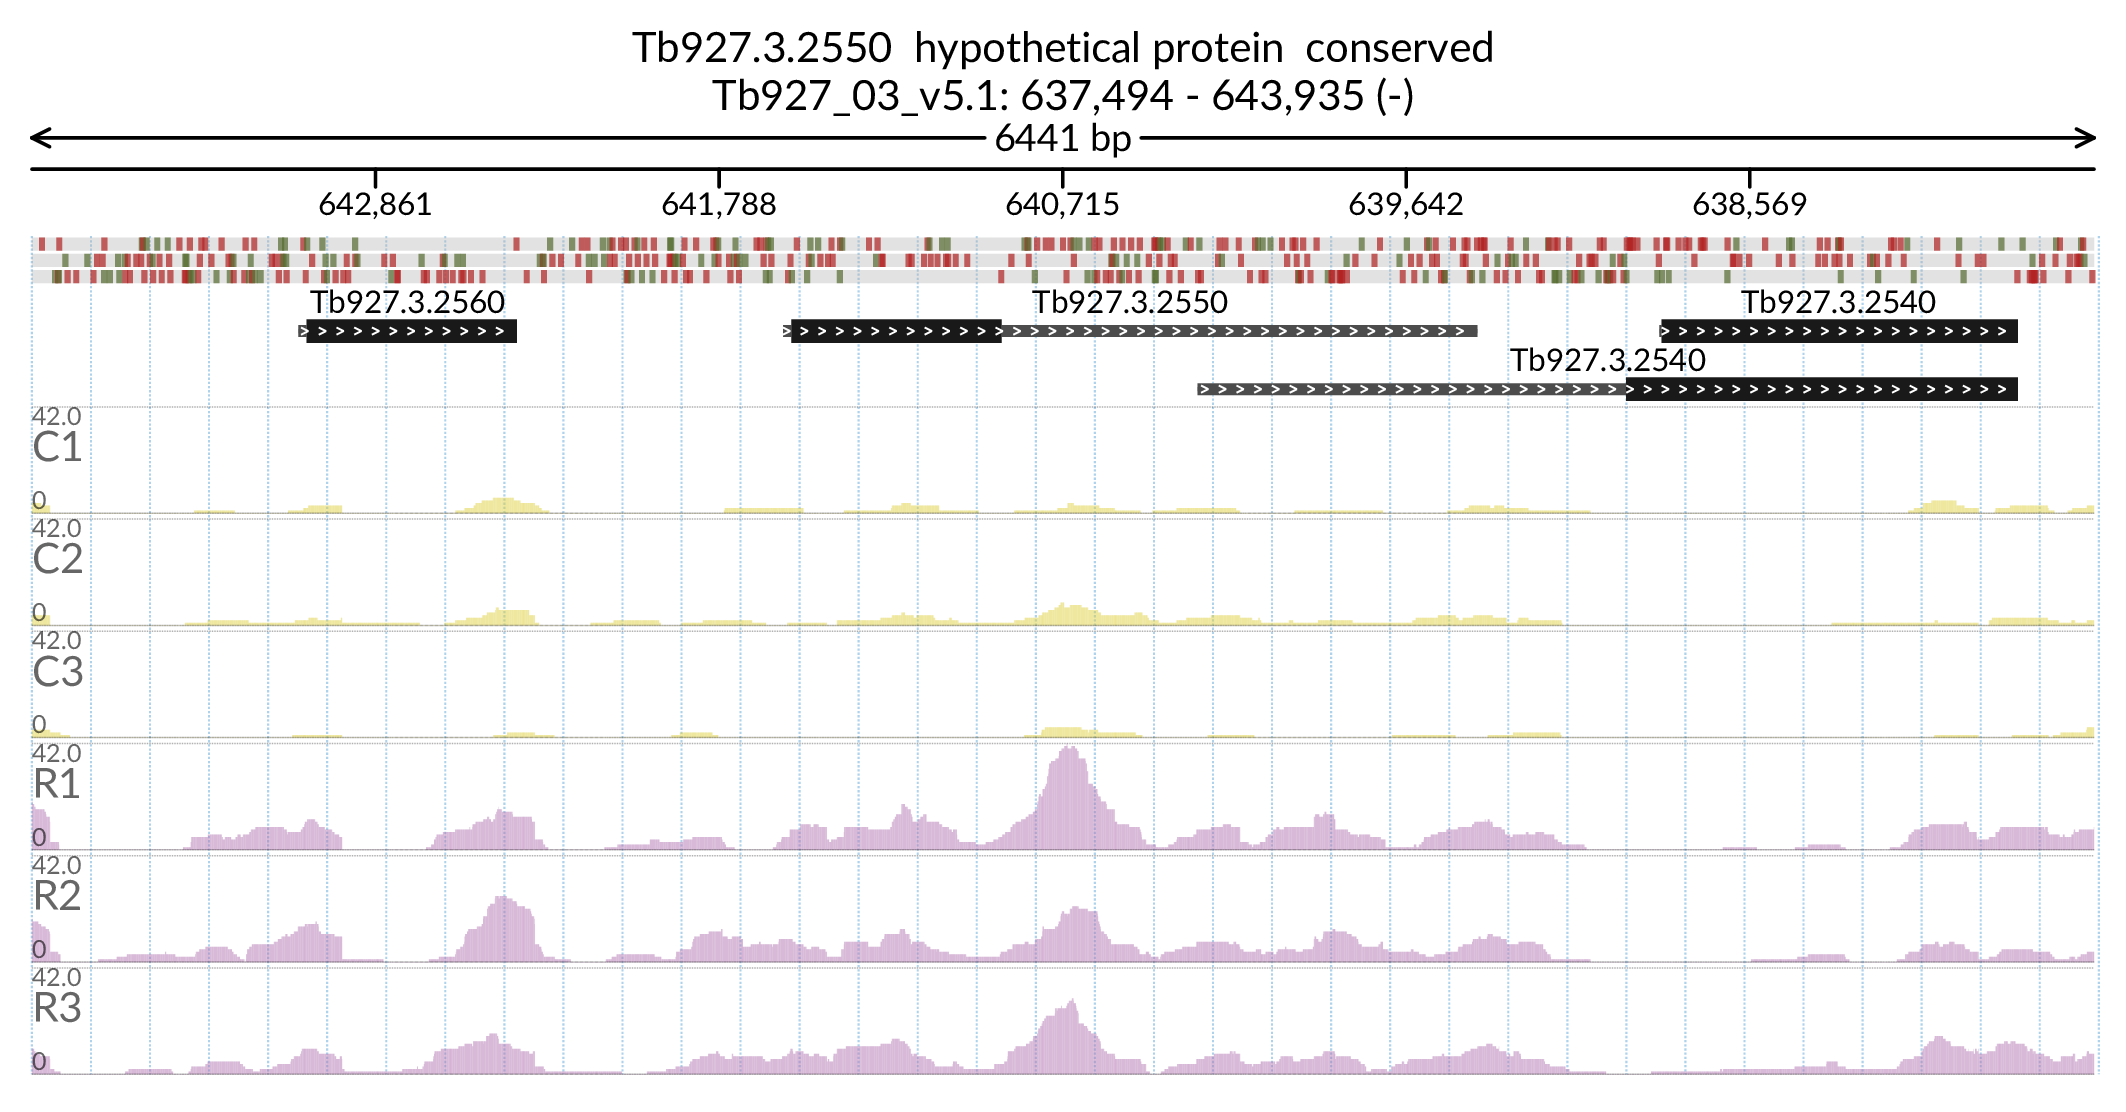 Tb927.3.2550 hypothetical protein conserved
Tb927_03_v5.1: 637,494 - 643,935 (-)
6441 bp
642,861 641,788 640,715 639,642 638,569
Tb927.3.2560 Tb927.3.2550 Tb927.3.2540
Tb927.3.2540
42.0
C1
0
42.0
C2
0
42.0
C3
0
42.0
R1
0
42.0
R2
0
42.0
R3
0